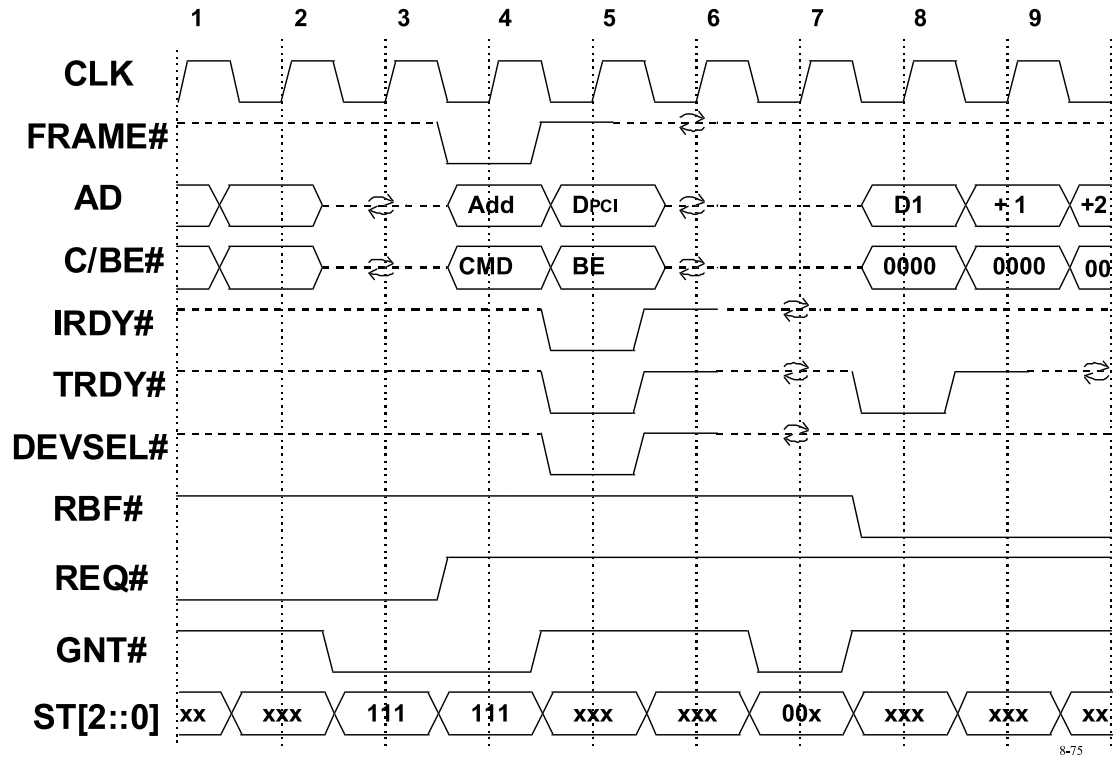 1 2 3 4 5 6 7 8 9
CLK
FRAME#
AD Add DPCI D1 +1 +2
C/BE# CMD BE 0000 0000 00
IRDY#
TRDY#
DEVSEL#
RBF#
REQ#
GNT#
ST[2::0] xx xxx 111 111 xxx xxx 00x xxx xxx xx
8-75